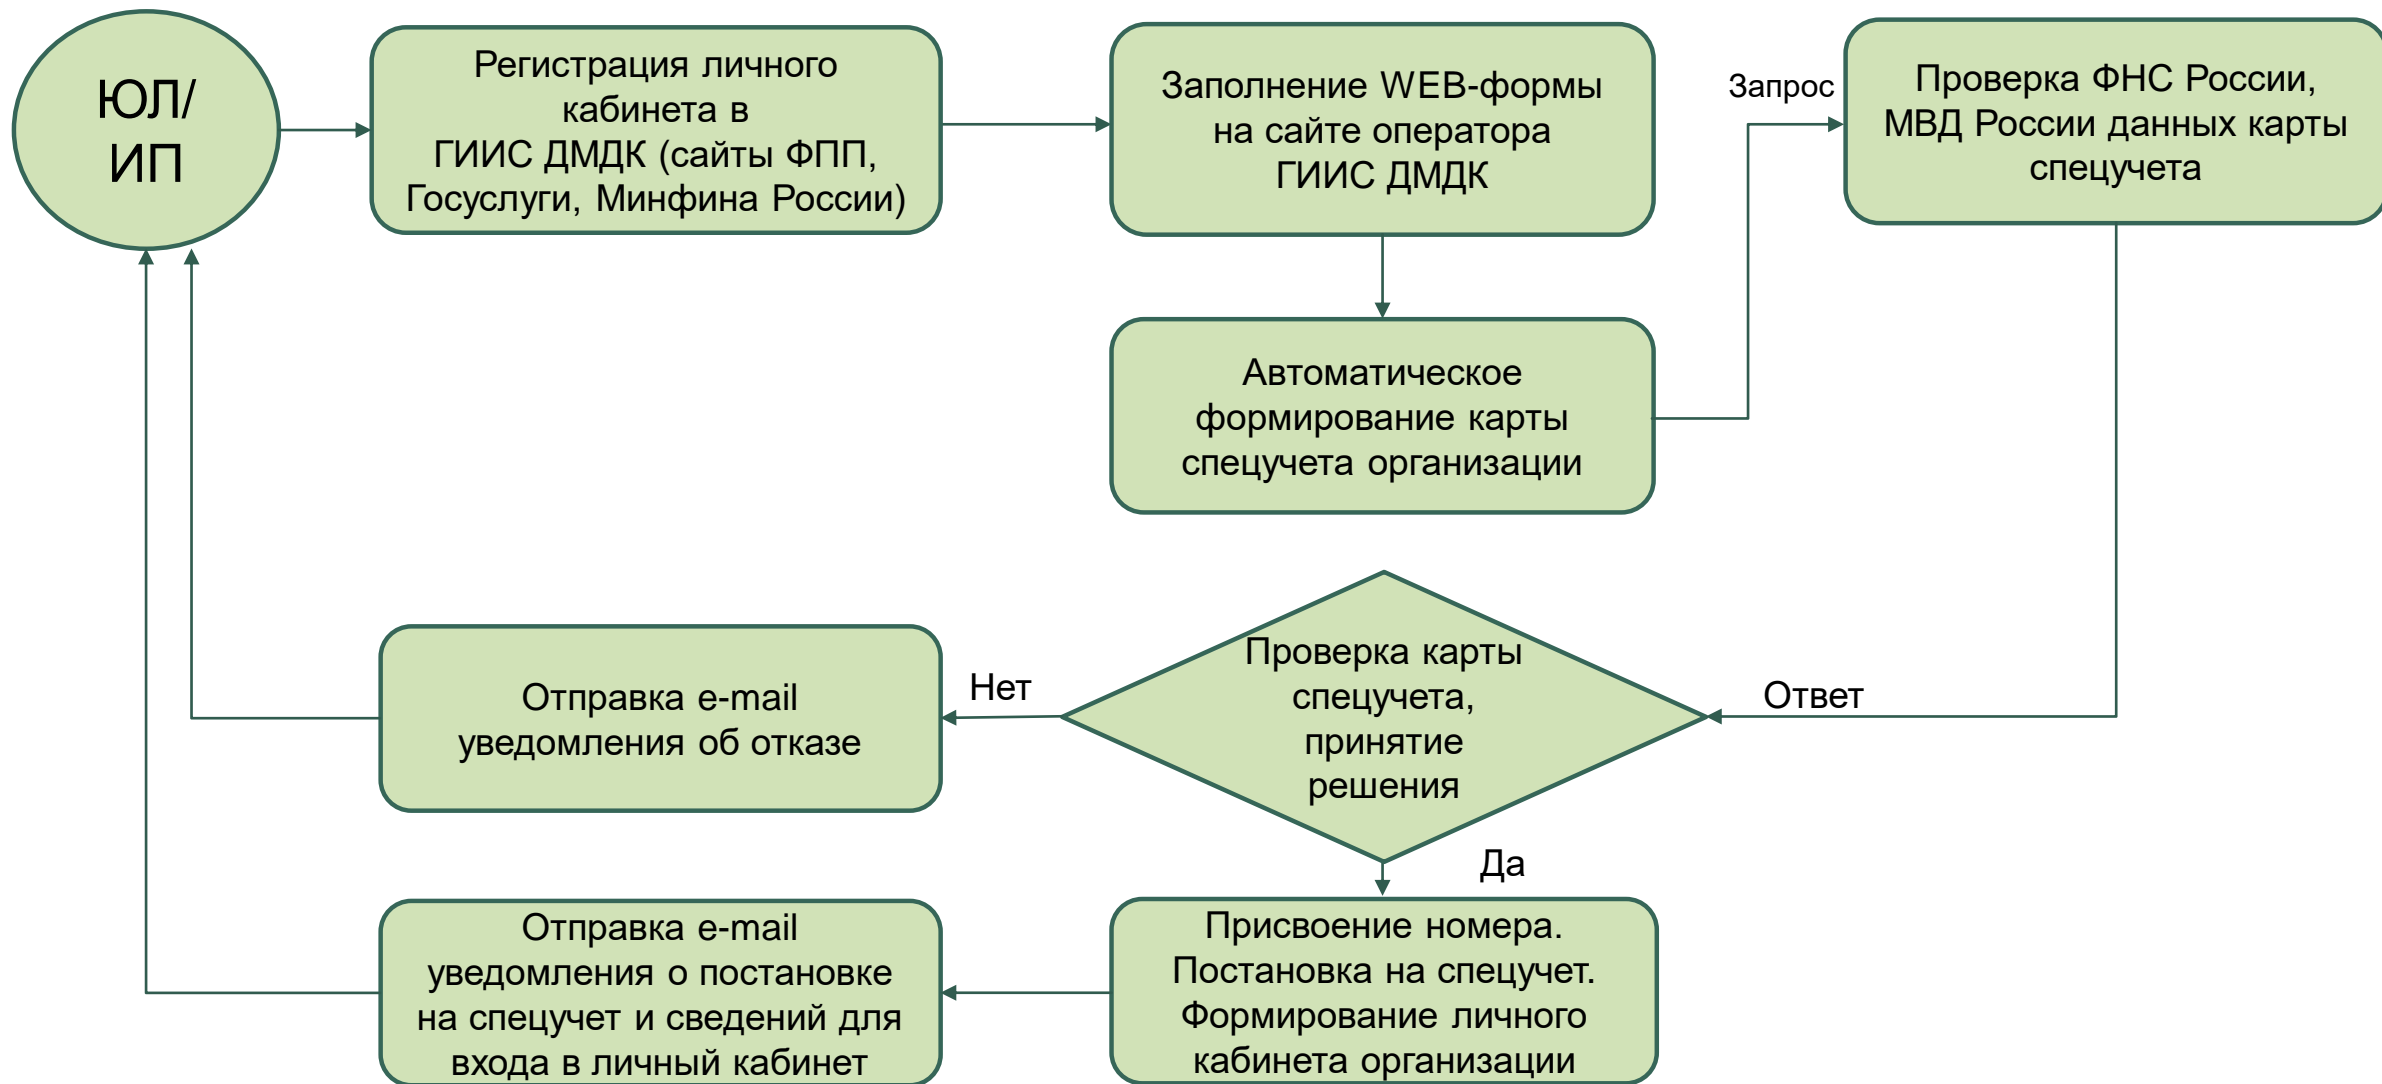 ЮЛ/
ИП
Регистрация личного
кабинета в
ГИИС ДМДК (сайты ФПП,
Госуслуги, Минфина России)
Заполнение WEB-формы
на сайте оператора
ГИИС ДМДК
Запрос
Проверка ФНС России,
МВД России данных карты
спецучета
Автоматическое
формирование карты
спецучета организации
Отправка e-mail
уведомления об отказе
Нет
Проверка карты
спецучета,
принятие
решения
Ответ
Да
Отправка e-mail
уведомления о постановке
на спецучет и сведений для
входа в личный кабинет
Присвоение номера.
Постановка на спецучет.
Формирование личного
кабинета организации